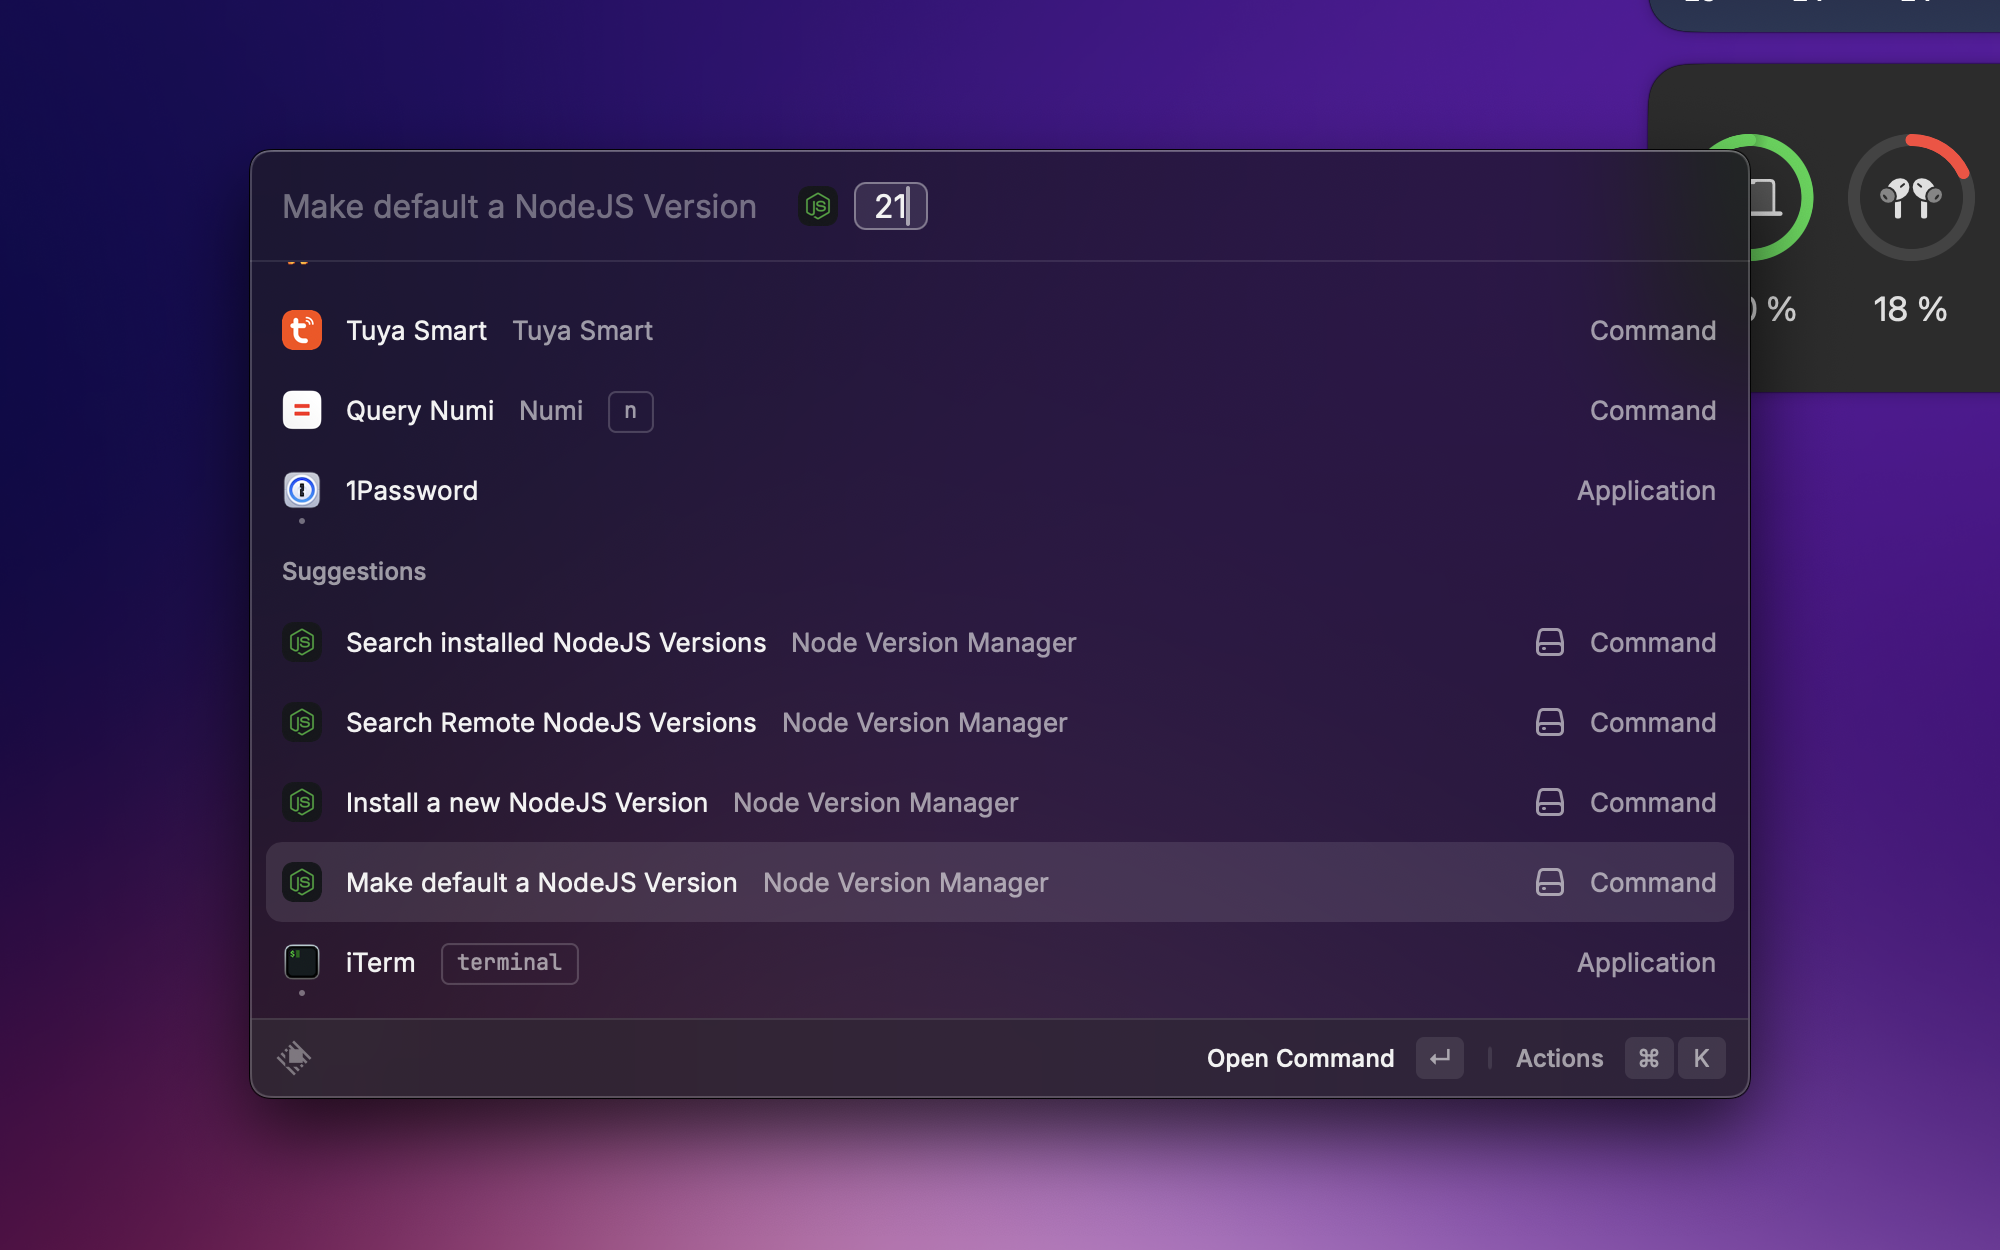 Make default a NodeJS Version 21
Tuya Smart Tuya Smart Command
Query Numi Numi n Command
1Password Application
Suggestions
Search installed NodeJS Versions Node Version Manager Command
Search Remote NodeJS Versions Node Version Manager Command
Install a new NodeJS Version Node Version Manager Command
Make default a NodeJS Version Node Version Manager Command
iTerm terminal Application
Open Command ↵ Actions ⌘ K
%
18 %